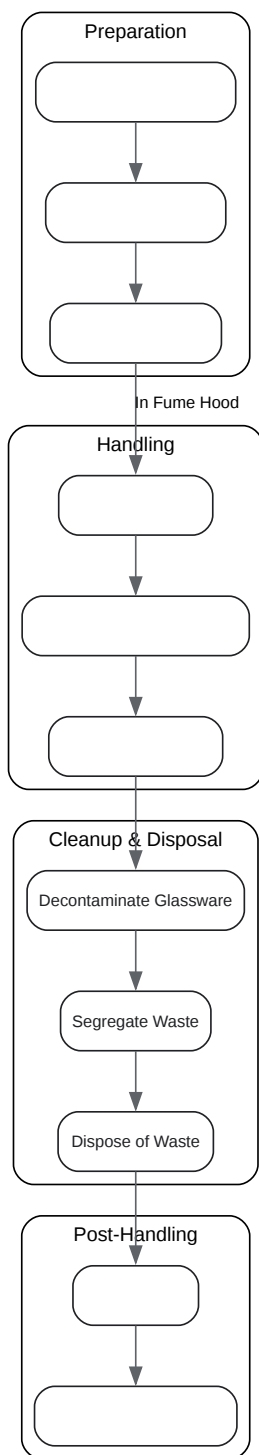 Preparation
In Fume Hood
Handling
Cleanup & Disposal
Decontaminate Glassware
Segregate Waste
Dispose of Waste
Post-Handling